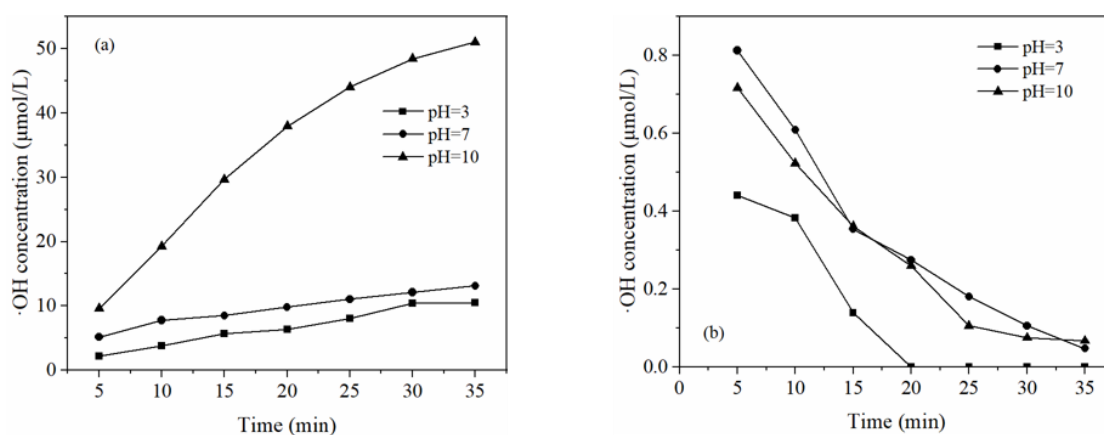 (a)
50
40
30
20
10
0
·OH concentration (μmol/L)
pH=3
pH=7
pH=10
5 10 15 20 25 30 35
Time (min)
(b)
0.8
0.6
0.4
0.2
0.0
·OH concentration (μmol/L)
pH=3
pH=7
pH=10
0 5 10 15 20 25 30 35
Time (min)